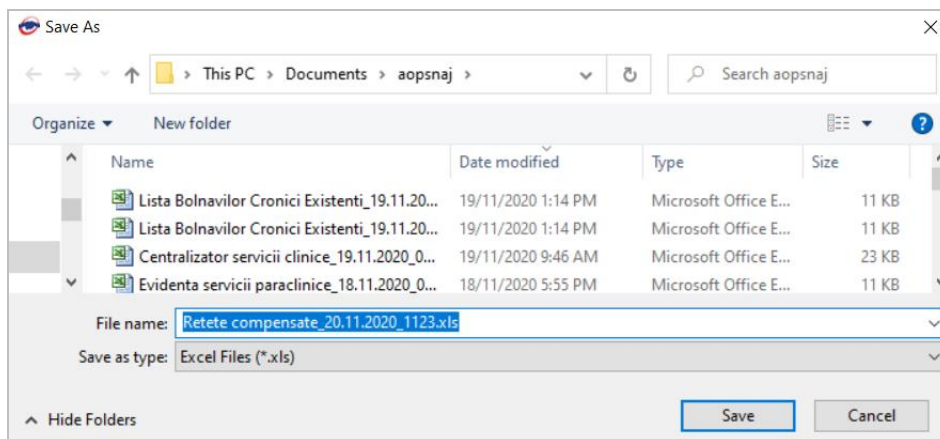 Save As
This PC > Documents > aopsnaj >
Search aopsnaj
Organize
New folder
Name Date modified Type Size
Lista Bolnavilor Cronici Existenti_19.11.20... 19/11/2020 1:14 PM Microsoft Office E... 11 KB
Lista Bolnavilor Cronici Existenti_19.11.20... 19/11/2020 1:14 PM Microsoft Office E... 11 KB
Centralizator servicii clinice_19.11.2020_0... 19/11/2020 9:46 AM Microsoft Office E... 23 KB
Evidenta servicii paraclinice_18.11.2020_0... 18/11/2020 5:55 PM Microsoft Office E... 11 KB
File name: Retete compensate_20.11.2020_1123.xls
Save as type: Excel Files (*.xls)
Hide Folders
Save
Cancel